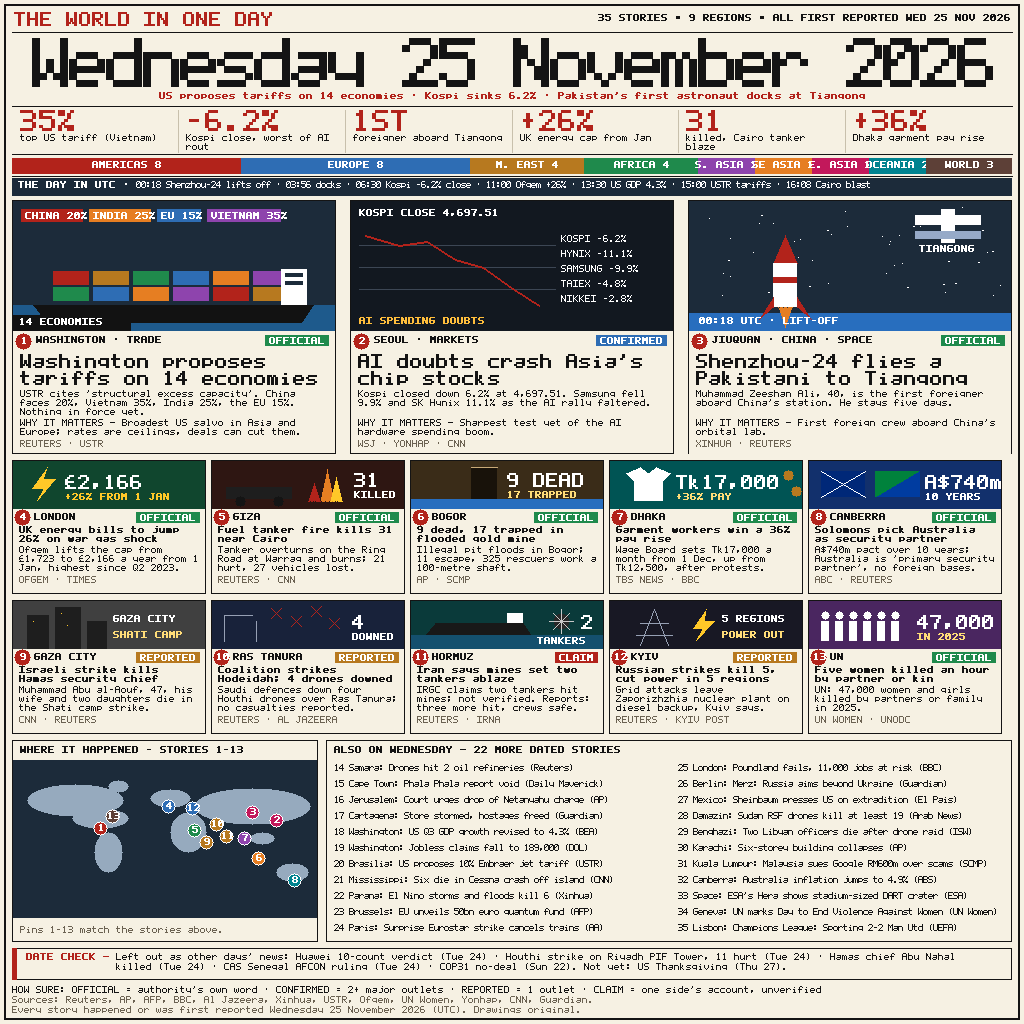 THE WORLD IN ONE DAY
35 STORIES • 9 REGIONS • ALL FIRST REPORTED WED 25 NOV 2026
Wednesday 25 November 2026
US proposes tariffs on 14 economies · Kospi sinks 6.2% · Pakistan's first astronaut docks at Tiangong
35%
top US tariff (Vietnam)
-6.2%
Kospi close, worst of AI
rout
1ST
foreigner aboard Tiangong
+26%
UK energy cap from Jan
31
killed, Cairo tanker
blaze
+36%
Dhaka garment pay rise
AMERICAS 8
EUROPE 8
M. EAST 4
AFRICA 4
S. ASIA
SE ASIA
E. ASIA
OCEANIA 2
WORLD 3
THE DAY IN UTC · 00:18 Shenzhou-24 lifts off · 03:56 docks · 06:30 Kospi -6.2% close · 11:00 Ofgem +26% · 13:30 US GDP 4.3% · 15:00 USTR tariffs · 16:08 Cairo blast
CHINA 20% INDIA 25% EU 15% VIETNAM 35%
14 ECONOMIES
1 WASHINGTON · TRADE
OFFICIAL
Washington proposes
tariffs on 14 economies
USTR cites 'structural excess capacity'. China
faces 20%, Vietnam 35%, India 25%, the EU 15%.
Nothing in force yet.
WHY IT MATTERS – Broadest US salvo in Asia and
Europe; rates are ceilings, deals can cut them.
REUTERS · USTR
KOSPI CLOSE 4,697.51
KOSPI -6.2%
HYNIX -11.1%
SAMSUNG -9.9%
TAIEX -4.8%
NIKKEI -2.8%
AI SPENDING DOUBTS
2 SEOUL · MARKETS
CONFIRMED
AI doubts crash Asia's
chip stocks
Kospi closed down 6.2% at 4,697.51. Samsung fell
9.9% and SK Hynix 11.1% as the AI rally faltered.
WHY IT MATTERS – Sharpest test yet of the AI
hardware spending boom.
WSJ · YONHAP · CNN
TIANGONG
00:18 UTC · LIFT-OFF
3 JIUQUAN · CHINA · SPACE
OFFICIAL
Shenzhou-24 flies a
Pakistani to Tiangong
Muhammad Zeeshan Ali, 40, is the first foreigner
aboard China's station. He stays five days.
WHY IT MATTERS – First foreign crew aboard China's
orbital lab.
XINHUA · REUTERS
£2,166
+26% FROM 1 JAN
4 LONDON
OFFICIAL
UK energy bills to jump
26% on war gas shock
Ofgem lifts the cap from
£1,723 to £2,166 a year from 1
Jan, highest since Q2 2023.
OFGEM · TIMES
31
KILLED
5 GIZA
OFFICIAL
Fuel tanker fire kills 31
near Cairo
Tanker overturns on the Ring
Road at Warraq and burns; 21
hurt, 27 vehicles lost.
REUTERS · CNN
9 DEAD
17 TRAPPED
6 BOGOR
OFFICIAL
9 dead, 17 trapped in
flooded gold mine
Illegal pit floods in Bogor;
11 escape, 325 rescuers work a
100-metre shaft.
AP · SCMP
Tk17,000
+36% PAY
7 DHAKA
OFFICIAL
Garment workers win a 36%
pay rise
Wage Board sets Tk17,000 a
month from 1 Dec, up from
Tk12,500, after protests.
TBS NEWS · BBC
A$740m
10 YEARS
8 CANBERRA
OFFICIAL
Solomons pick Australia
as security partner
A$740m pact over 10 years;
Australia is 'primary security
partner', no foreign bases.
ABC · REUTERS
GAZA CITY
SHATI CAMP
9 GAZA CITY
REPORTED
Israeli strike kills
Hamas security chief
Muhammad Abu al-Aouf, 47, his
wife and two daughters die in
the Shati camp strike.
CNN · REUTERS
4
DOWNED
10 RAS TANURA
REPORTED
Coalition strikes
Hodeidah; 4 drones downed
Saudi defences down four
Houthi drones over Ras Tanura;
no casualties reported.
REUTERS · AL JAZEERA
2
TANKERS
11 HORMUZ
CLAIM
Iran says mines set two
tankers ablaze
IRGC claims two tankers hit
mines; not verified. Reports:
three more hit, crews safe.
REUTERS · IRNA
5 REGIONS
POWER OUT
12 KYIV
REPORTED
Russian strikes kill 5,
cut power in 5 regions
Grid attacks leave
Zaporizhzhia nuclear plant on
diesel backup, Kyiv says.
REUTERS · KYIV POST
47,000
IN 2025
13 UN
OFFICIAL
Five women killed an hour
by partner or kin
UN: 47,000 women and girls
killed by partners or family
in 2025.
UN WOMEN · UNODC
WHERE IT HAPPENED - STORIES 1-13
1
2
3
4
5
6
7
8
9
10
11
12
13
Pins 1-13 match the stories above.
ALSO ON WEDNESDAY – 22 MORE DATED STORIES
14 Samara: Drones hit 2 oil refineries (Reuters)
15 Cape Town: Phala Phala report void (Daily Maverick)
16 Jerusalem: Court urges drop of Netanyahu charge (AP)
17 Cartagena: Store stormed, hostages freed (Guardian)
18 Washington: US Q3 GDP growth revised to 4.3% (BEA)
19 Washington: Jobless claims fall to 189,000 (DOL)
20 Brasilia: US proposes 10% Embraer jet tariff (USTR)
21 Mississippi: Six die in Cessna crash off island (CNN)
22 Parana: El Nino storms and floods kill 6 (Xinhua)
23 Brussels: EU unveils 50bn euro quantum fund (AFP)
24 Paris: Surprise Eurostar strike cancels trains (AA)
25 London: Poundland fails, 11,000 jobs at risk (BBC)
26 Berlin: Merz: Russia aims beyond Ukraine (Guardian)
27 Mexico: Sheinbaum presses US on extradition (El Pais)
28 Damazin: Sudan RSF drones kill at least 19 (Arab News)
29 Benghazi: Two Libyan officers die after drone raid (ISW)
30 Karachi: Six-storey building collapses (AP)
31 Kuala Lumpur: Malaysia sues Google RM600m over scams (SCMP)
32 Canberra: Australia inflation jumps to 4.9% (ABS)
33 Space: ESA's Hera shows stadium-sized DART crater (ESA)
34 Geneva: UN marks Day to End Violence Against Women (UN Women)
35 Lisbon: Champions League: Sporting 2-2 Man Utd (UEFA)
DATE CHECK – Left out as other days' news: Huawei 10-count verdict (Tue 24) · Houthi strike on Riyadh PIF Tower, 11 hurt (Tue 24) · Hamas chief Abu Nahal
killed (Tue 24) · CAS Senegal AFCON ruling (Tue 24) · COP31 no-deal (Sun 22). Not yet: US Thanksgiving (Thu 27).
HOW SURE: OFFICIAL = authority's own word · CONFIRMED = 2+ major outlets · REPORTED = 1 outlet · CLAIM = one side's account, unverified
Sources: Reuters, AP, AFP, BBC, Al Jazeera, Xinhua, USTR, Ofgem, UN Women, Yonhap, CNN, Guardian.
Every story happened or was first reported Wednesday 25 November 2026 (UTC). Drawings original.